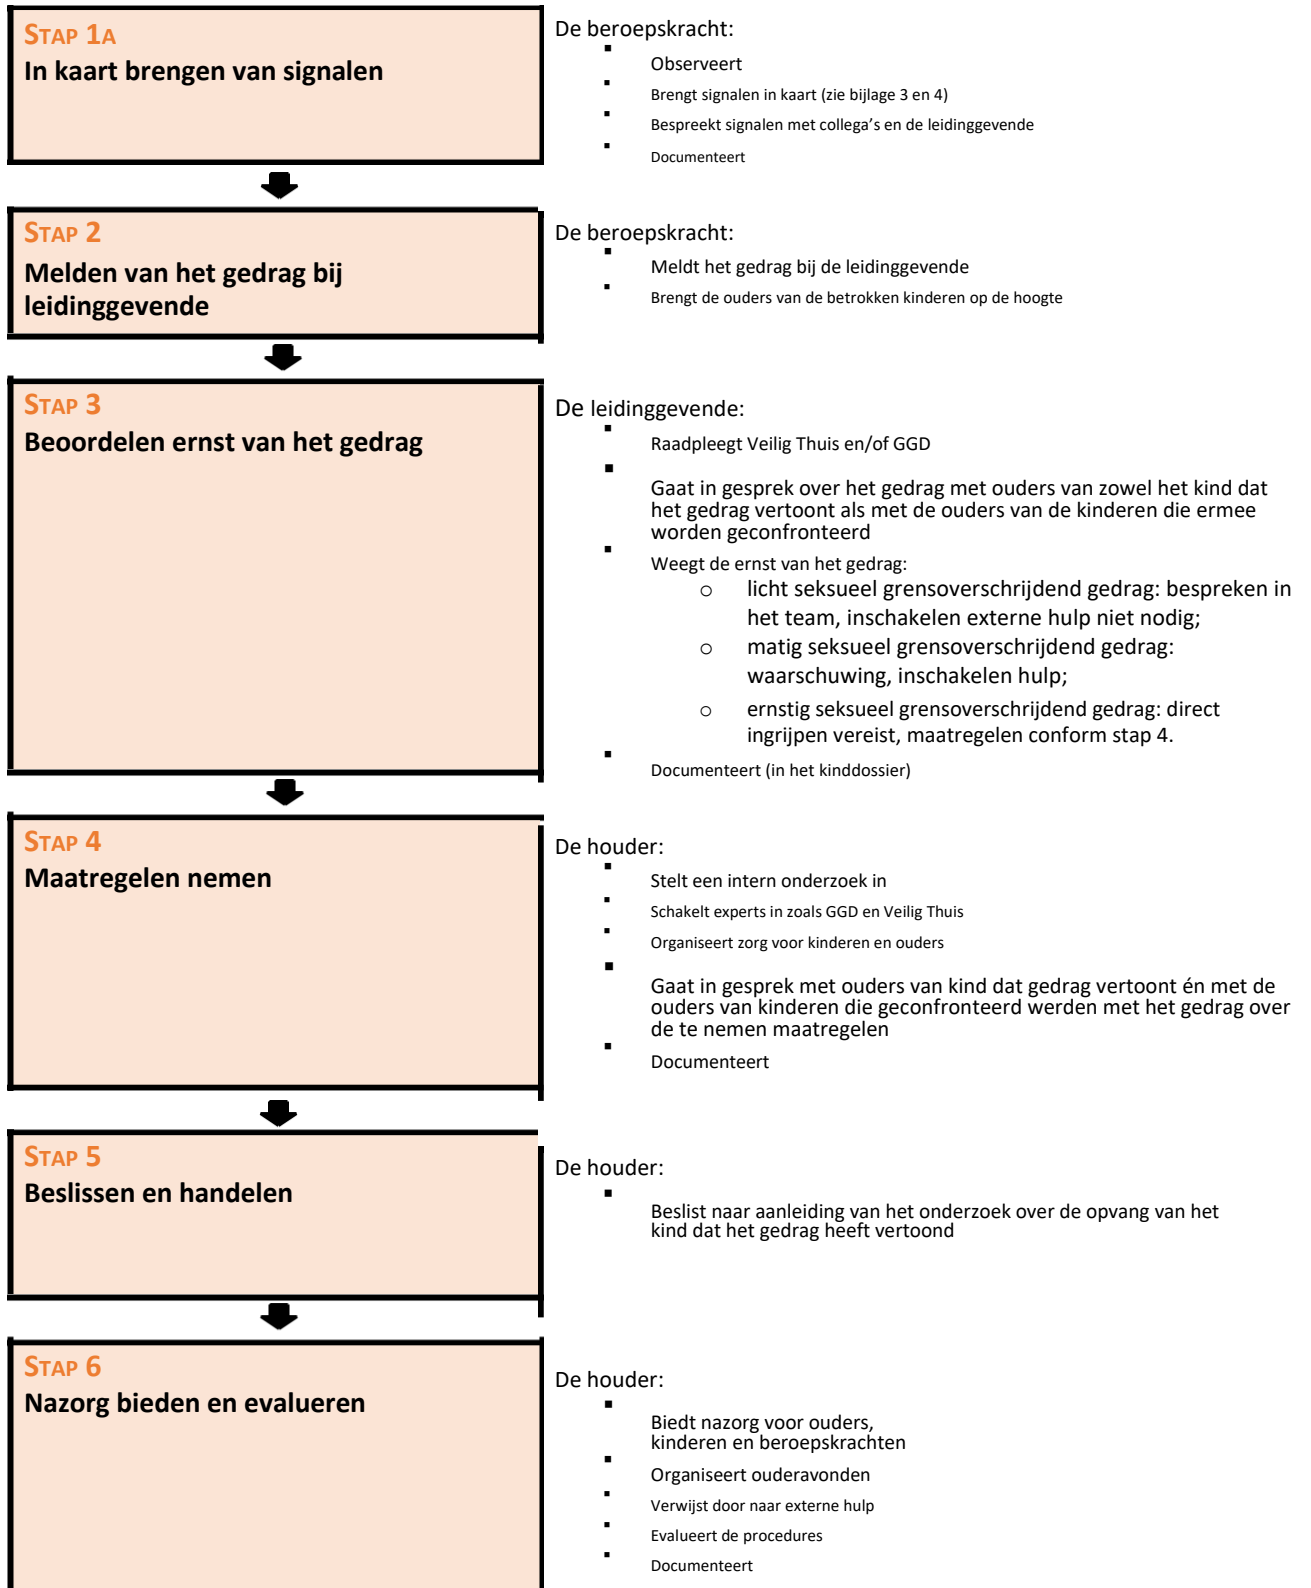 STAP 1A
In kaart brengen van signalen
De beroepskracht:
▪ Observeert
▪ Brengt signalen in kaart (zie bijlage 3 en 4)
▪ Bespreekt signalen met collega's en de leidinggevende
▪ Documenteert
STAP 2
Melden van het gedrag bij
leidinggevende
De beroepskracht:
▪ Meldt het gedrag bij de leidinggevende
▪ Brengt de ouders van de betrokken kinderen op de hoogte
STAP 3
Beoordelen ernst van het gedrag
De leidinggevende:
▪ Raadpleegt Veilig Thuis en/of GGD
▪ Gaat in gesprek over het gedrag met ouders van zowel het kind dat
het gedrag vertoont als met de ouders van de kinderen die ermee
worden geconfronteerd
▪ Weegt de ernst van het gedrag:
o licht seksueel grensoverschrijdend gedrag: bespreken in
het team, inschakelen externe hulp niet nodig;
o matig seksueel grensoverschrijdend gedrag:
waarschuwing, inschakelen hulp;
o ernstig seksueel grensoverschrijdend gedrag: direct
ingrijpen vereist, maatregelen conform stap 4.
▪ Documenteert (in het kinddossier)
STAP 4
Maatregelen nemen
De houder:
▪ Stelt een intern onderzoek in
▪ Schakelt experts in zoals GGD en Veilig Thuis
▪ Organiseert zorg voor kinderen en ouders
▪ Gaat in gesprek met ouders van kind dat gedrag vertoont én met de
ouders van kinderen die geconfronteerd werden met het gedrag over
de te nemen maatregelen
▪ Documenteert
STAP 5
Beslissen en handelen
De houder:
▪ Beslist naar aanleiding van het onderzoek over de opvang van het
kind dat het gedrag heeft vertoond
STAP 6
Nazorg bieden en evalueren
De houder:
▪ Biedt nazorg voor ouders,
kinderen en beroepskrachten
▪ Organiseert ouderavonden
▪ Verwijst door naar externe hulp
▪ Evalueert de procedures
▪ Documenteert